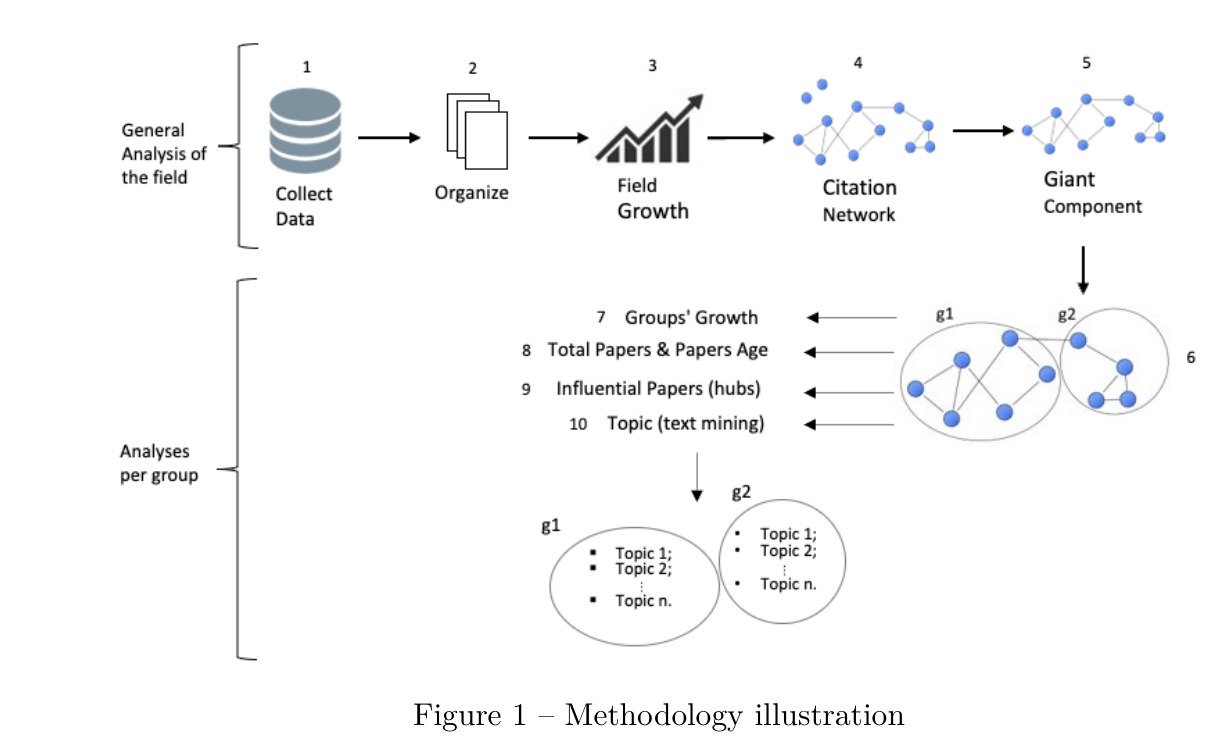 1
2
3
4
5
General
Analysis of
the field
Collect
Data
Organize
Field
Growth
Citation
Network
Giant
Component
g1
g2
6
7 Groups' Growth
8 Total Papers & Papers Age
9 Influential Papers (hubs)
10 Topic (text mining)
Analyses
per group
g1
▪ Topic 1;
▪ Topic 2;
▪ Topic n.
g2
• Topic 1;
• Topic 2;
• Topic n.
Figure 1 – Methodology illustration